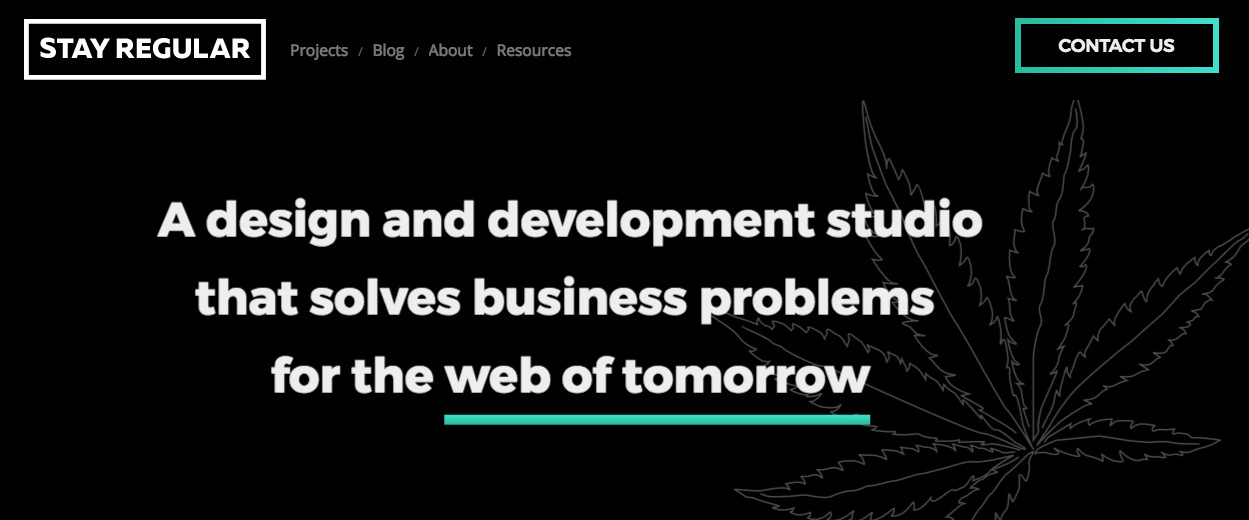 STAY REGULAR
Projects / Blog / About / Resources
CONTACT US
A design and development studio
that solves business problems
for the web of tomorrow